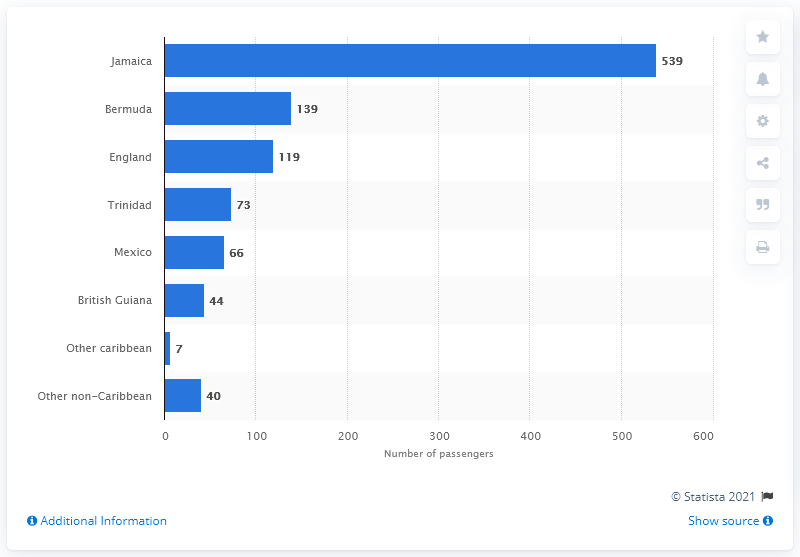 Jamaica 539
Bermuda 139
England 119
Trinidad 73
Mexico 66
British Guiana 44
Other caribbean 7
Other non-Caribbean 40
0 100 200 300 400 500 600
Number of passengers
© Statista 2021
Additional Information Show source